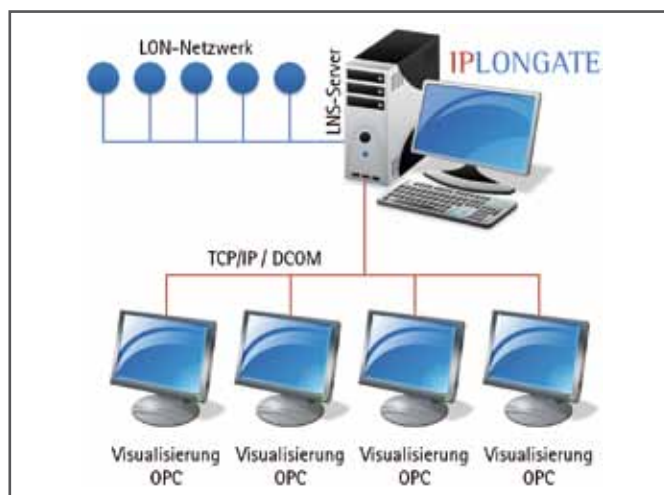 LON-Netzwerk
LNS-Server
IPLONGATE
TCP/IP / DCOM
Visualisierung
OPC
Visualisierung
OPC
Visualisierung
OPC
Visualisierung
OPC